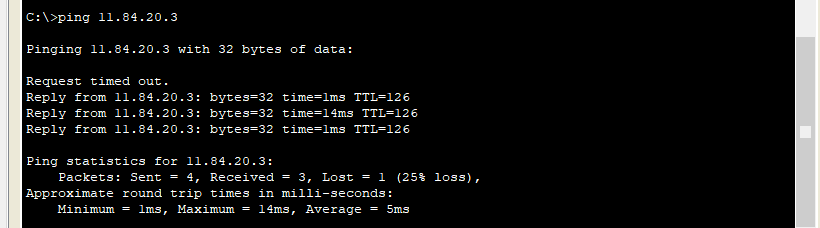 C:\>ping 11.84.20.3
Pinging 11.84.20.3 with 32 bytes of data:
Request timed out.
Reply from 11.84.20.3: bytes=32 time=1ms TTL=126
Reply from 11.84.20.3: bytes=32 time=14ms TTL=126
Reply from 11.84.20.3: bytes=32 time=1ms TTL=126
Ping statistics for 11.84.20.3:
Packets: Sent = 4, Received = 3, Lost = 1 (25% loss),
Approximate round trip times in milli-seconds:
Minimum = 1ms, Maximum = 14ms, Average = 5ms